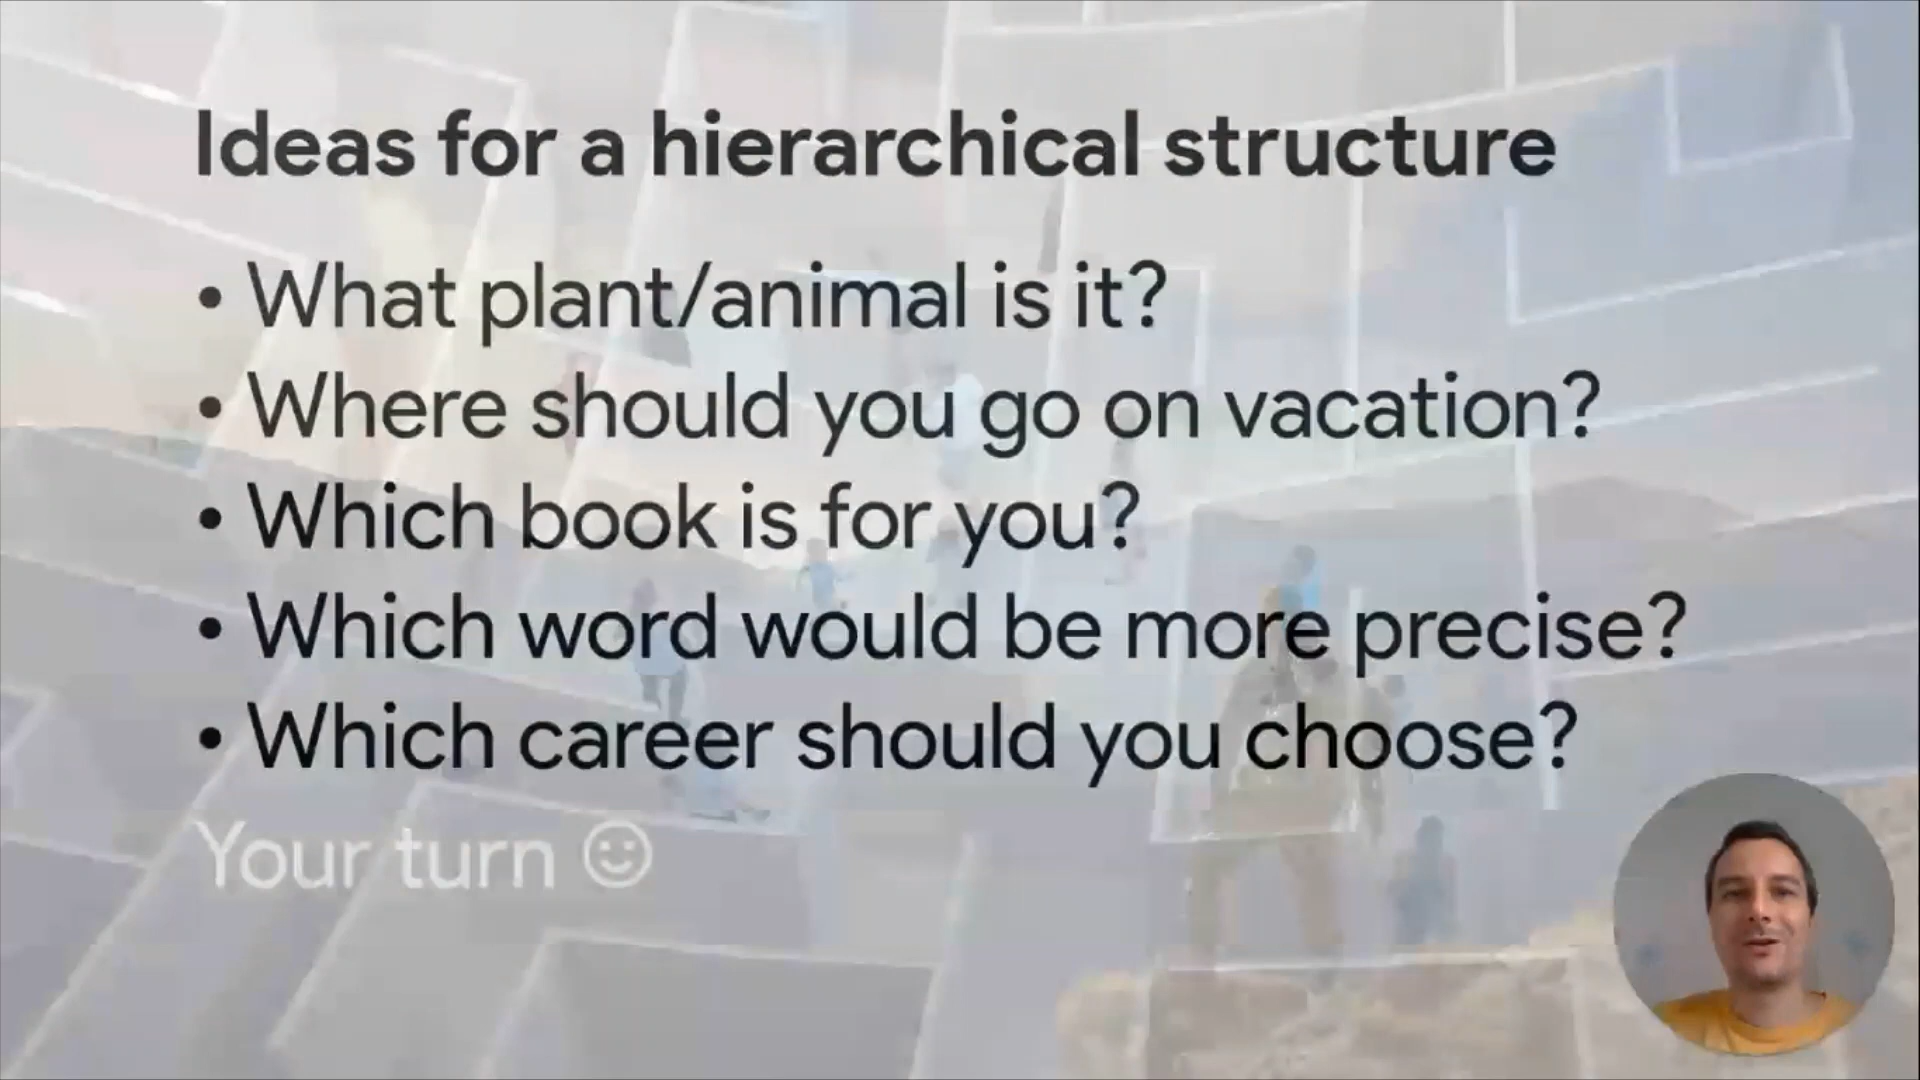 Ideas for a hierarchical structure
• What plant/animal is it?
• Where should you go on vacation?
• Which book is for you?
• Which word would be more precise?
• Which career should you choose?
Your turn ☺